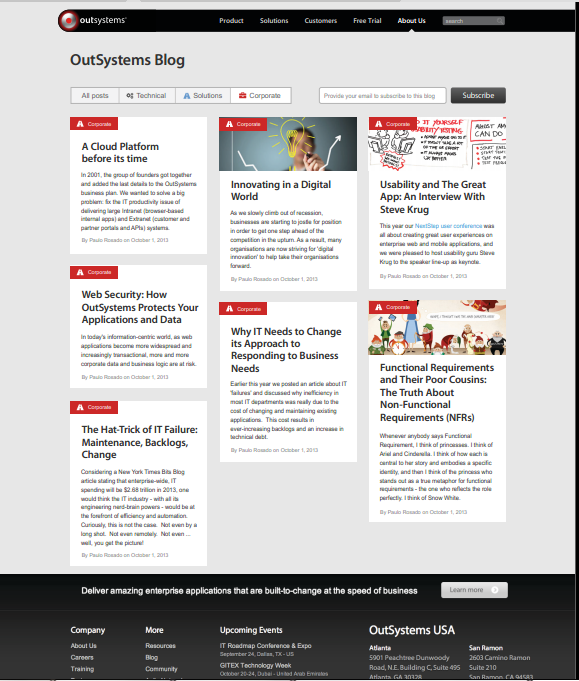 outsystems
Product Solutions Customers Free Trial About Us search
OutSystems Blog
All posts Technical Solutions Corporate
Provide your email to subscribe to this blog Subscribe
Corporate
A Cloud Platform
before its time
In 2001, the group of founders got together
and added the last details to the OutSystems
business plan. We wanted to solve a big
problem: fix the IT productivity issue of
delivering large Intranet (browser-based
internal apps) and Extranet (customer and
partner portals and APIs) systems.
By Paulo Rosado on October 1, 2013
Corporate
Web Security: How
OutSystems Protects Your
Applications and Data
In today's information-centric world, as web
applications become more widespread and
increasingly transactional, more and more
corporate data and business logic are at risk.
By Paulo Rosado on October 1, 2013
Corporate
The Hat-Trick of IT Failure:
Maintenance, Backlogs,
Change
Considering a New York Times Bits Blog
article stating that enterprise-wide, IT
spending will be $2.68 trillion in 2013, one
would think the IT industry - with all its
engineering nerd-brain powers - would be at
the forefront of efficiency and automation.
Curiously, this is not the case. Not even by a
long shot. Not even remotely. Not even ...
well, you get the picture!
By Paulo Rosado on October 1, 2013
Corporate
Innovating in a Digital
World
As we slowly climb out of recession,
businesses are starting to jostle for position
in order to get one step ahead of the
competition in the upturn. As a result, many
organisations are now striving for 'digital
innovation' to help take their organisations
forward.
By Paulo Rosado on October 1, 2013
Corporate
Why IT Needs to Change
its Approach to
Responding to Business
Needs
Earlier this year we posted an article about IT
'failures' and discussed why inefficiency in
most IT departments was really due to the
cost of changing and maintaining existing
applications. This cost results in
ever-increasing backlogs and an increase in
technical debt.
By Paulo Rosado on October 1, 2013
Corporate
IT YOURSELF
TESTING
ALMOST AN
CAN DO
Usability and The Great
App: An Interview With
Steve Krug
This year our NextStep user conference was
all about creating great user experiences on
enterprise web and mobile applications, and
we were pleased to host usability guru Steve
Krug to the speaker line-up as keynote.
By Paulo Rosado on October 1, 2013
Corporate
Functional Requirements
and Their Poor Cousins:
The Truth About
Non-Functional
Requirements (NFRs)
Whenever anybody says Functional
Requirement, I think of princesses. I think of
Ariel and Cinderella. I think of how each is
central to her story and embodies a specific
identity, and then I think of the princess who
stands out as a true metaphor for functional
requirements - the one who reflects the role
perfectly. I think of Snow White.
By Paulo Rosado on October 1, 2013
Deliver amazing enterprise applications that are built-to-change at the speed of business Learn more
Company
About Us
Careers
Training
More
Resources
Blog
Community
Upcoming Events
IT Roadmap Conference & Expo
September 24, Dallas, TX - US
GITEX Technology Week
October 20-24, Dubai - United Arab Emirates
OutSystems USA
Atlanta
5901 Peachtree Dunwoody
Road, N.E. Building C, Suite 495
Atlanta, GA 30328
San Ramon
2603 Camino Ramon
Suite 210
San Ramon, CA 94583